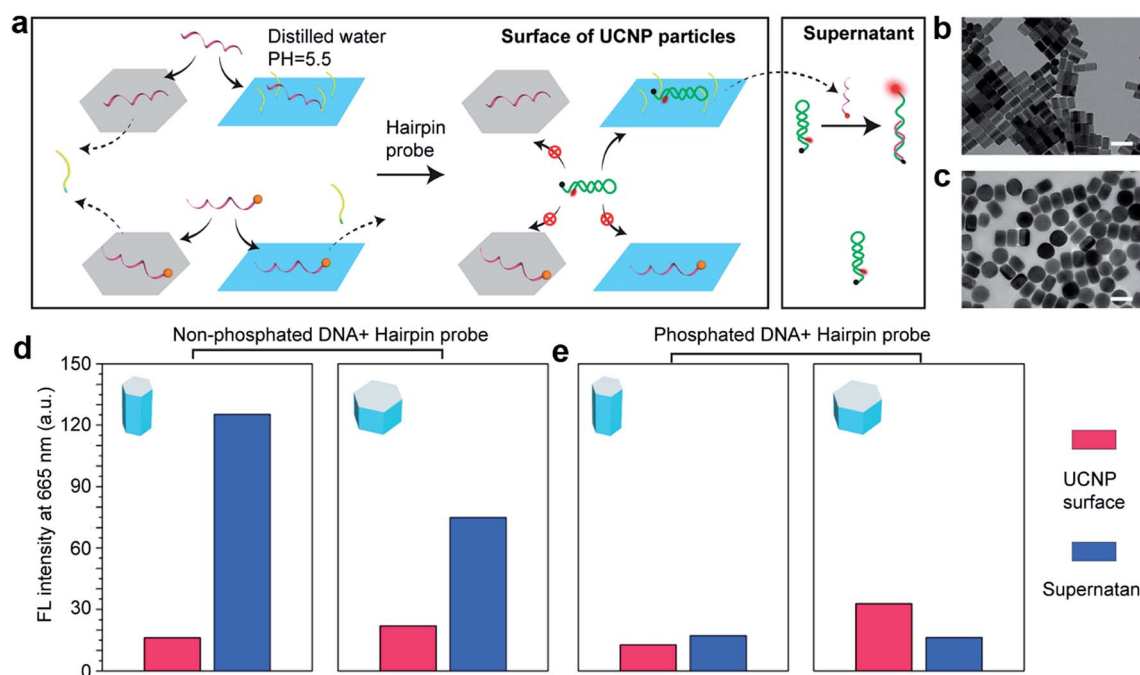 a
Distilled water
PH=5.5
Surface of UCNP particles
Supernatant
b
Hairpin
probe
c
Non-phosphated DNA+ Hairpin probe
Phosphated DNA+ Hairpin probe
d
e
150
120
90
60
30
0
FL intensity at 665 nm (a.u.)
UCNP
surface
Supernatan